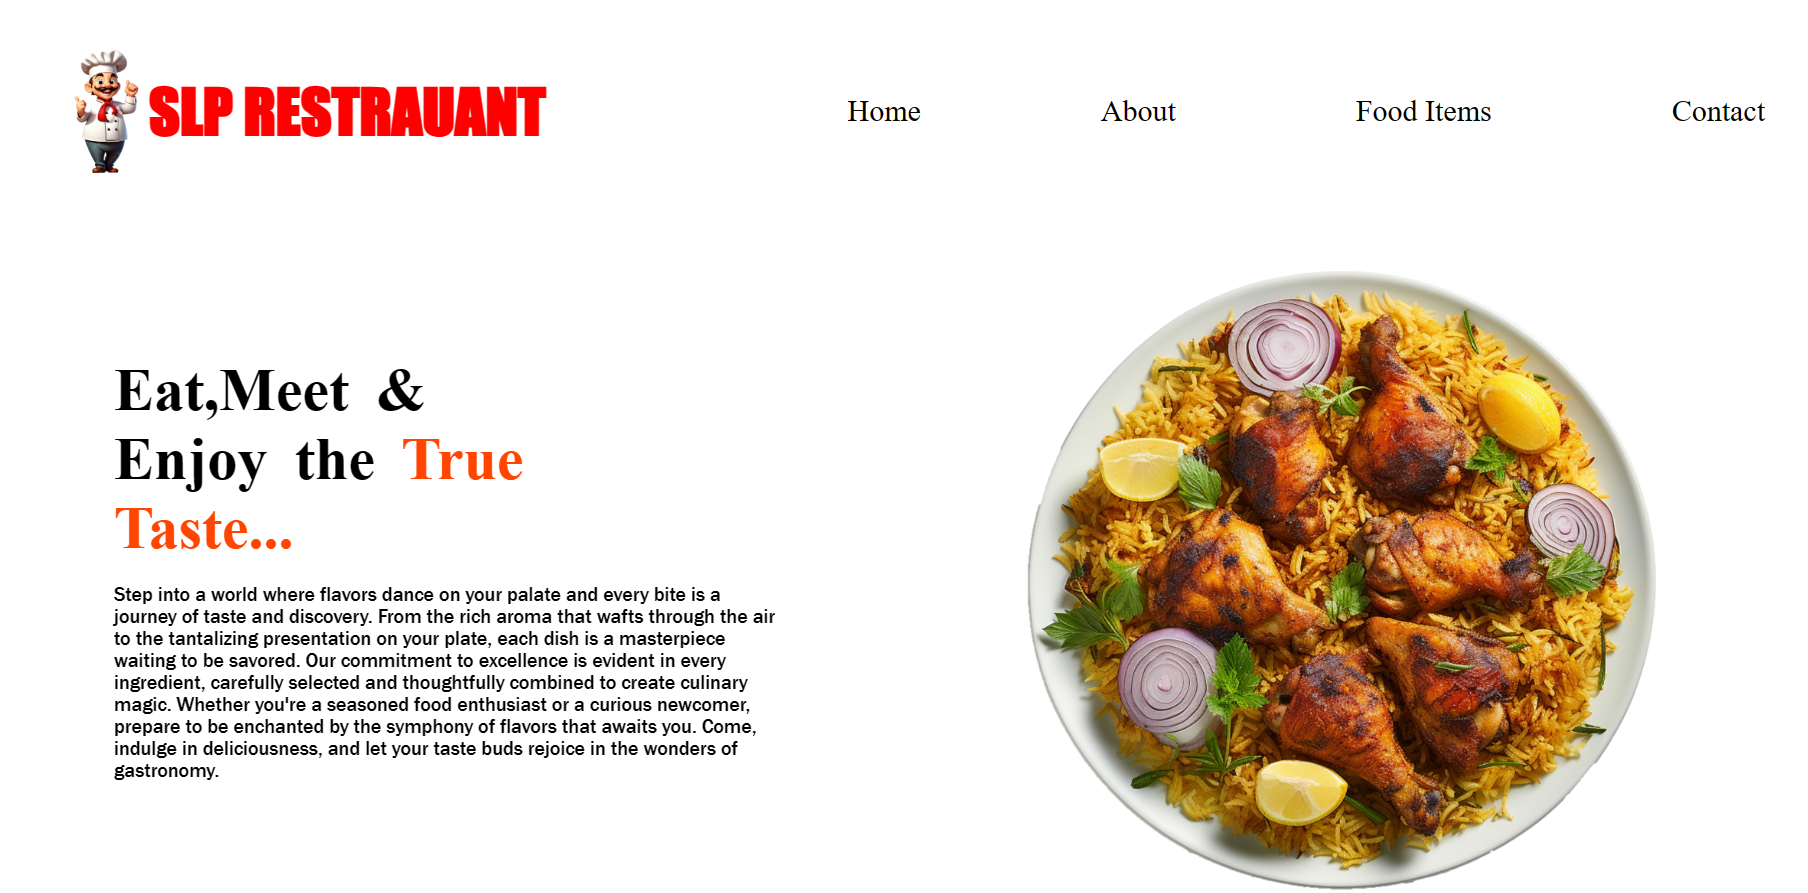 SLP RESTRAUANT
Home
About
Food Items
Contact
Eat,Meet &
Enjoy the True
Taste...
Step into a world where flavors dance on your palate and every bite is a
journey of taste and discovery. From the rich aroma that wafts through the air
to the tantalizing presentation on your plate, each dish is a masterpiece
waiting to be savored. Our commitment to excellence is evident in every
ingredient, carefully selected and thoughtfully combined to create culinary
magic. Whether you're a seasoned food enthusiast or a curious newcomer,
prepare to be enchanted by the symphony of flavors that awaits you. Come,
indulge in deliciousness, and let your taste buds rejoice in the wonders of
gastronomy.